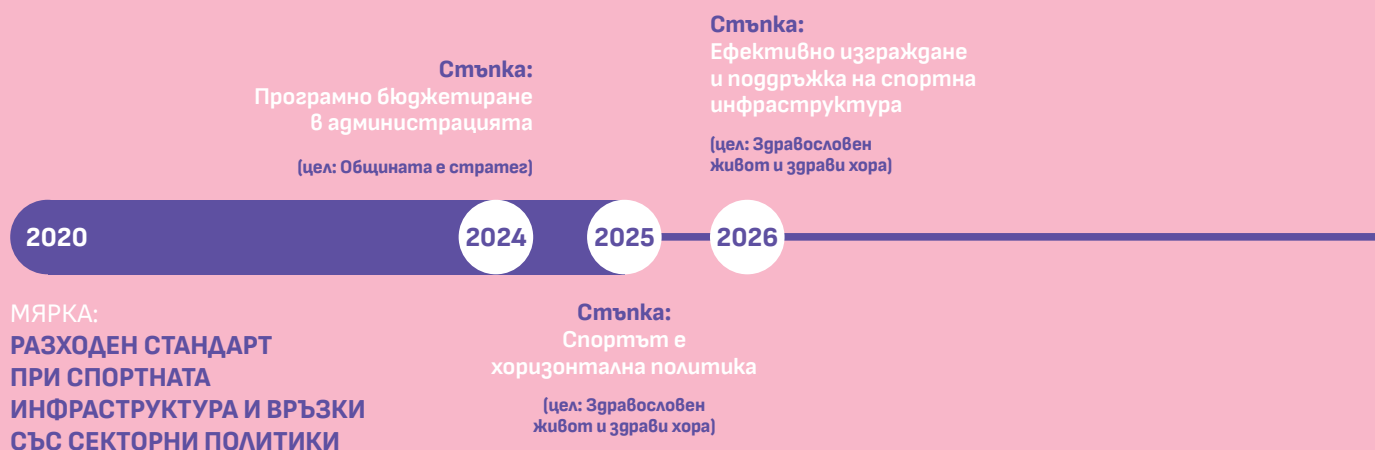 Стъпка:
Програмно бюджетиране
в администрацията
(цел: Общината е стратег)
Стъпка:
Ефективно изграждане
и поддръжка на спортна
инфраструктура
(цел: Здравословен
живот и здрави хора)
2020
2024
2025
2026
МЯРКА:
РАЗХОДЕН СТАНДАРТ
ПРИ СПОРТНАТА
ИНФРАСТРУКТУРА И ВРЪЗКИ
СЪС СЕКТОРНИ ПОЛИТИКИ
Стъпка:
Спортът е
хоризонтална политика
(цел: Здравословен
живот и здрави хора)